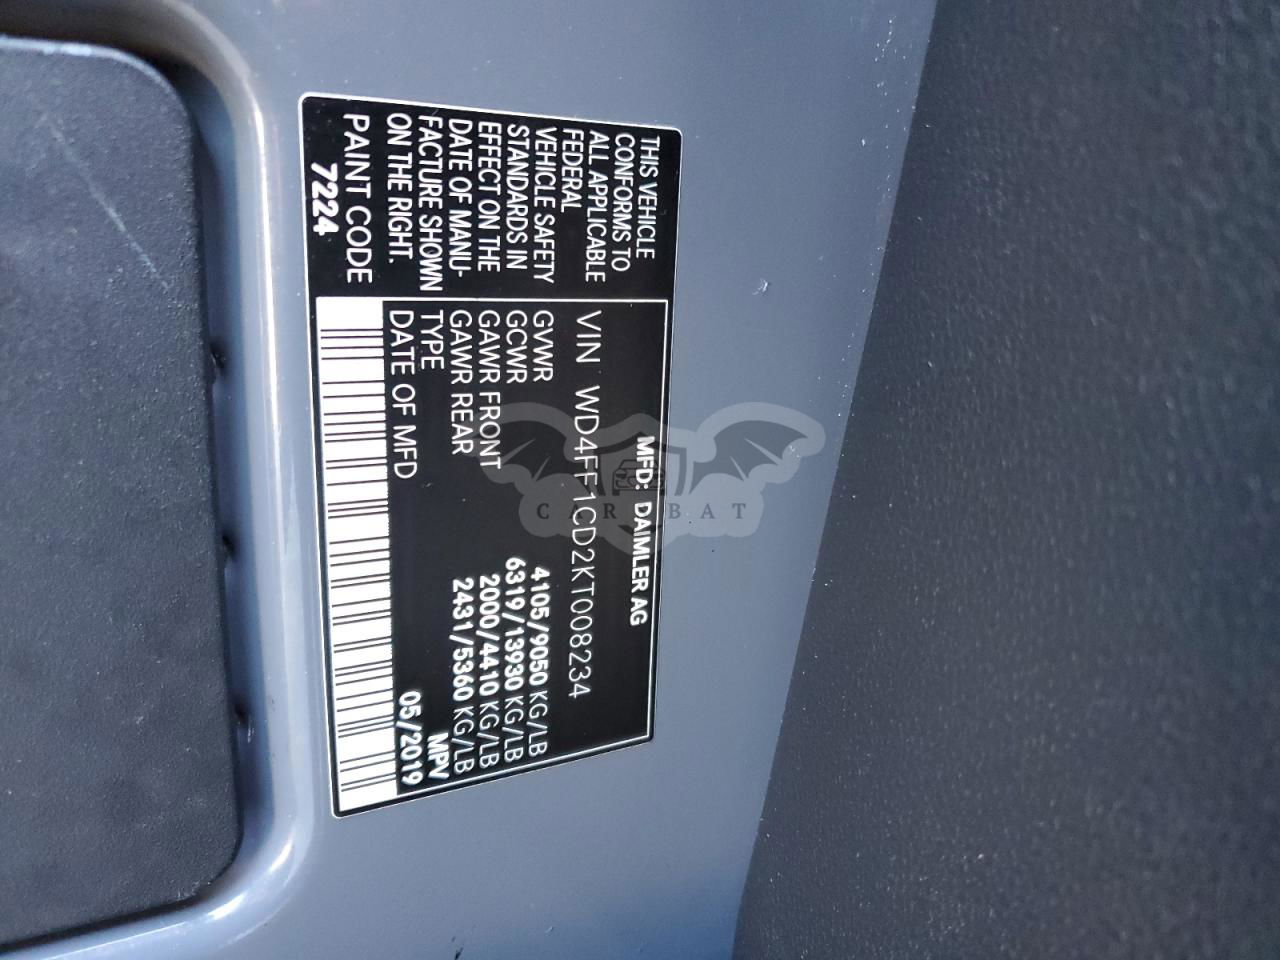 MFD: DAIMLER AG
THIS VEHICLE
CONFORMS TO
ALL APPLICABLE
FEDERAL
VEHICLE SAFETY
STANDARDS IN
EFFECT ON THE
DATE OF MANU-
FACTURE SHOWN
ON THE RIGHT.
PAINT CODE
7224
VIN WD4FF1CD2KT008234
GVWR 4105/9050 KG/LB
GCWR 6319/13930 KG/LB
GAWR FRONT 2000/4410 KG/LB
GAWR REAR 2431/5360 KG/LB
TYPE MPV
DATE OF MFD 05/2019
CAR BAT